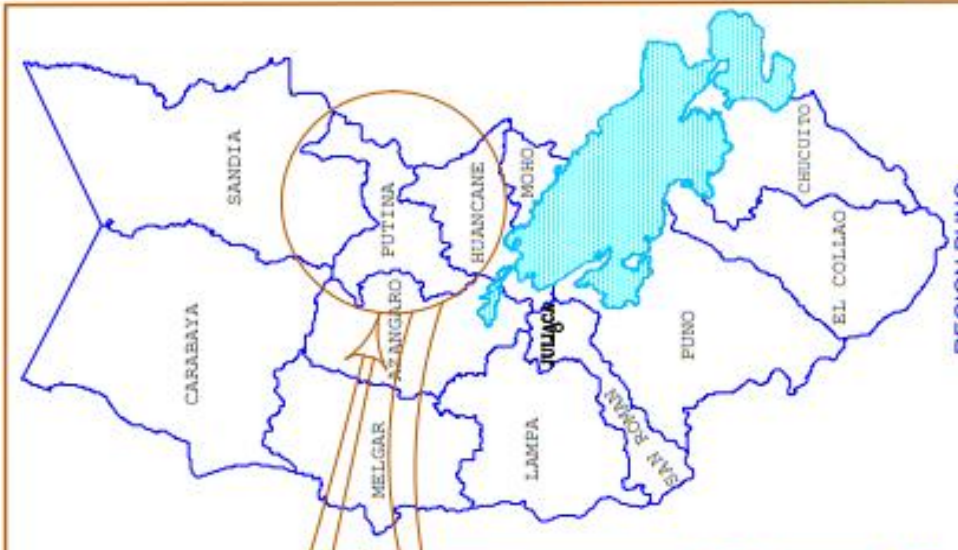 SANDIA
CARABAYA
PUTINA
HUANCANE
MOHO
AZANGARO
MELGAR
LAMPA
JULIACA
SAN ROMAN
PUNO
CHUCUITO
EL COLLAO